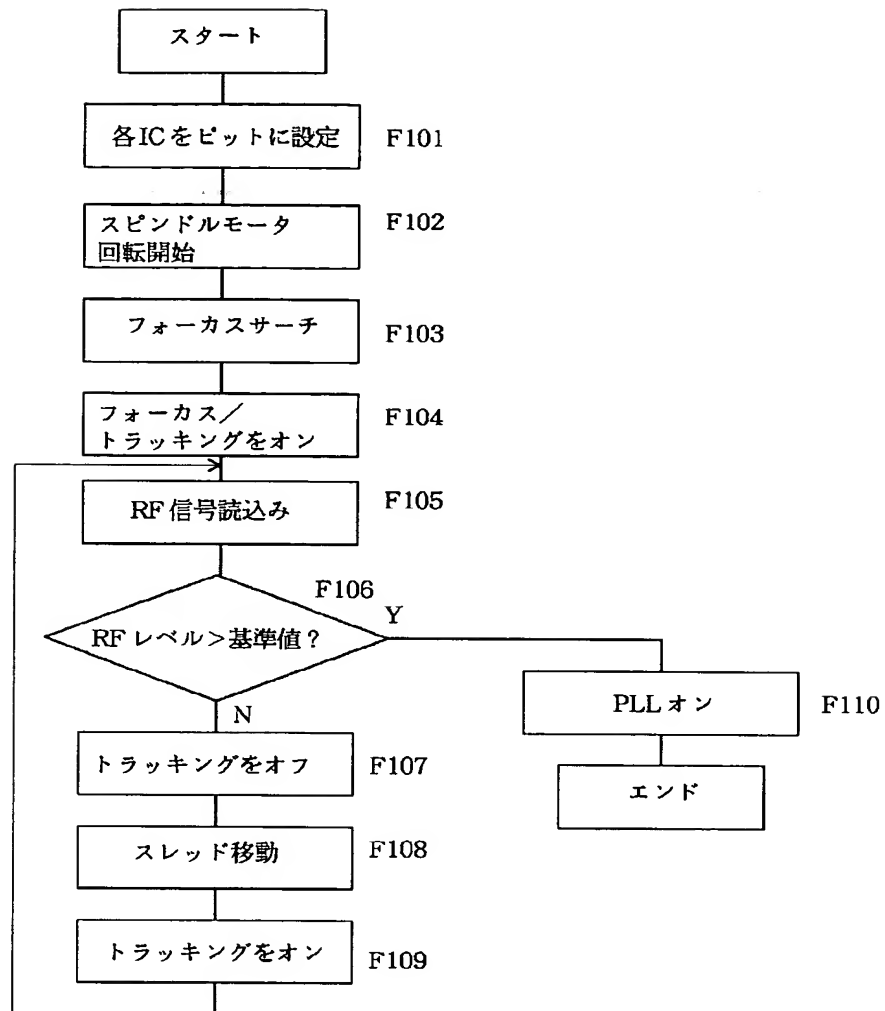 スタート
各ICをピットに設定 F101
スピンドルモータ
回転開始
F102
フォーカスサーチ F103
フォーカス／
トラッキングをオン
F104
RF信号読込み F105
F106
RFレベル＞基準値？
Y
N
PLLオン F110
エンド
トラッキングをオフ F107
スレッド移動 F108
トラッキングをオン F109